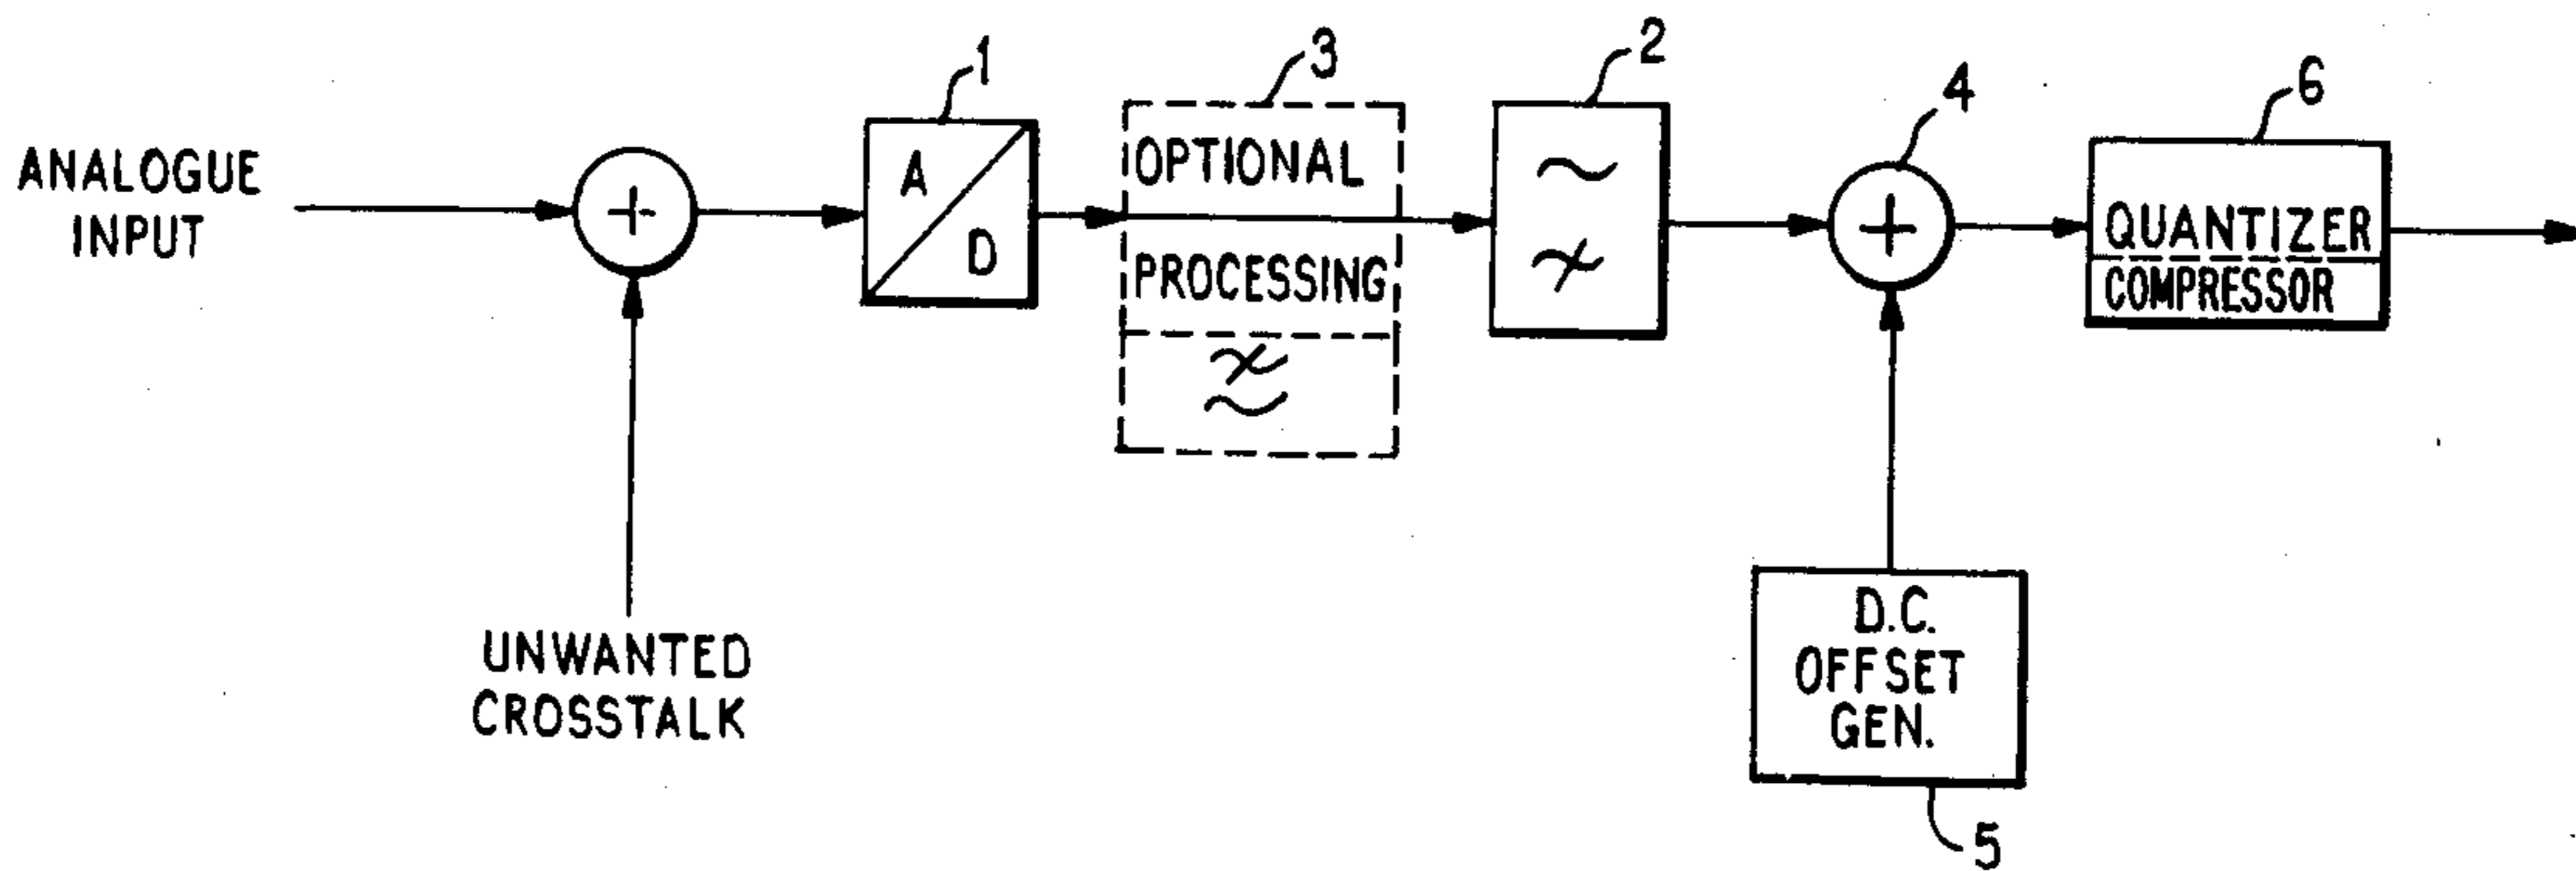 1
3
2
4
6
ANALOGUE
INPUT
+
A
D
OPTIONAL
PROCESSING
+
QUANTIZER
COMPRESSOR
UNWANTED
CROSSTALK
D.C.
OFFSET
GEN.
5